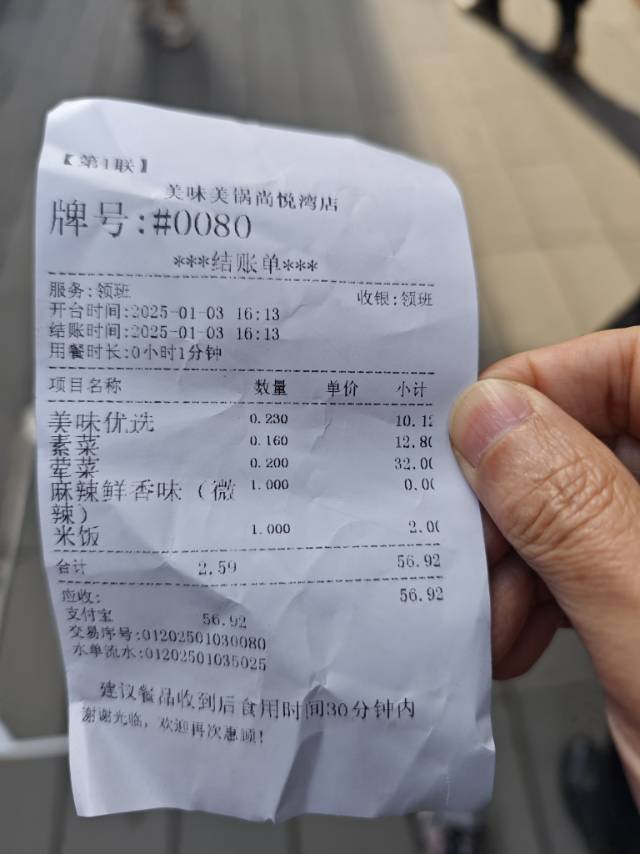 【第1联】
美味美锅尚悦湾店
牌号:#0080
***结账单***
服务:领班 收银:领班
开台时间:2025-01-03 16:13
结账时间:2025-01-03 16:13
用餐时长:0小时1分钟
项目名称 数量 单价 小计
美味优选 0.230 10.12
素菜 0.160 12.80
荤菜 0.200 32.00
麻辣鲜香味（微 1.000 0.00
辣）
米饭 1.000 2.00
合计 2.59 56.92
应收: 56.92
支付宝 56.92
交易序号:01202501030080
水单流水:01202501035025
建议餐品收到后食用时间30分钟内
谢谢光临，欢迎再次惠顾！